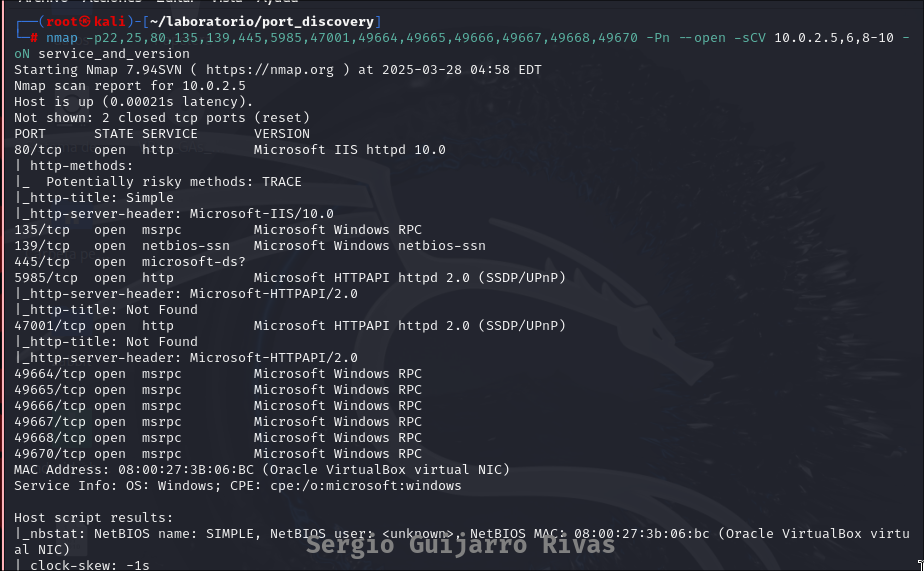 ┌──(root㉿kali)-[~/laboratorio/port_discovery]
└─# nmap -p22,25,80,135,139,445,5985,47001,49664,49665,49666,49667,49668,49670 -Pn --open -sCV 10.0.2.5,6,8-10 -
oN service_and_version
Starting Nmap 7.94SVN ( https://nmap.org ) at 2025-03-28 04:58 EDT
Nmap scan report for 10.0.2.5
Host is up (0.00021s latency).
Not shown: 2 closed tcp ports (reset)
PORT      STATE SERVICE       VERSION
80/tcp    open  http          Microsoft IIS httpd 10.0
| http-methods:
|_  Potentially risky methods: TRACE
|_http-title: Simple
|_http-server-header: Microsoft-IIS/10.0
135/tcp   open  msrpc         Microsoft Windows RPC
139/tcp   open  netbios-ssn   Microsoft Windows netbios-ssn
445/tcp   open  microsoft-ds?
5985/tcp  open  http          Microsoft HTTPAPI httpd 2.0 (SSDP/UPnP)
|_http-server-header: Microsoft-HTTPAPI/2.0
|_http-title: Not Found
47001/tcp open  http          Microsoft HTTPAPI httpd 2.0 (SSDP/UPnP)
|_http-title: Not Found
|_http-server-header: Microsoft-HTTPAPI/2.0
49664/tcp open  msrpc         Microsoft Windows RPC
49665/tcp open  msrpc         Microsoft Windows RPC
49666/tcp open  msrpc         Microsoft Windows RPC
49667/tcp open  msrpc         Microsoft Windows RPC
49668/tcp open  msrpc         Microsoft Windows RPC
49670/tcp open  msrpc         Microsoft Windows RPC
MAC Address: 08:00:27:3B:06:BC (Oracle VirtualBox virtual NIC)
Service Info: OS: Windows; CPE: cpe:/o:microsoft:windows

Host script results:
|_nbstat: NetBIOS name: SIMPLE, NetBIOS user: <unknown>, NetBIOS MAC: 08:00:27:3b:06:bc (Oracle VirtualBox virtu
al NIC)
Sergio Guijarro Rivas
|_clock-skew: -1s